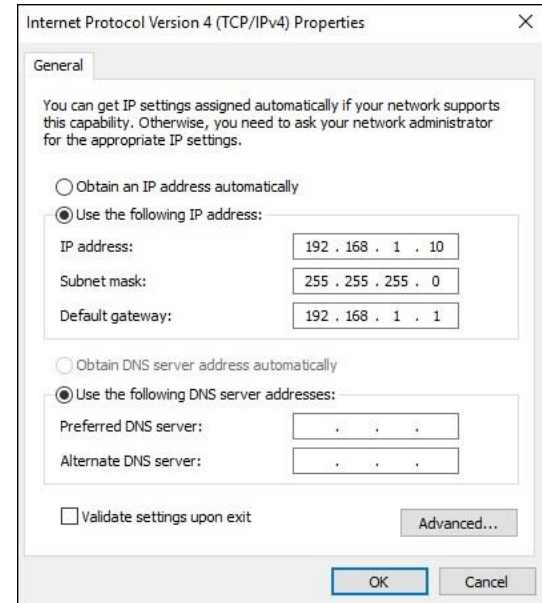 Internet Protocol Version 4 (TCP/IPv4) Properties
General
You can get IP settings assigned automatically if your network supports
this capability. Otherwise, you need to ask your network administrator
for the appropriate IP settings.
Obtain an IP address automatically
Use the following IP address:
IP address: 192 . 168 . 1 . 10
Subnet mask: 255 . 255 . 255 . 0
Default gateway: 192 . 168 . 1 . 1
Obtain DNS server address automatically
Use the following DNS server addresses:
Preferred DNS server: . . .
Alternate DNS server: . . .
Validate settings upon exit
Advanced...
OK Cancel